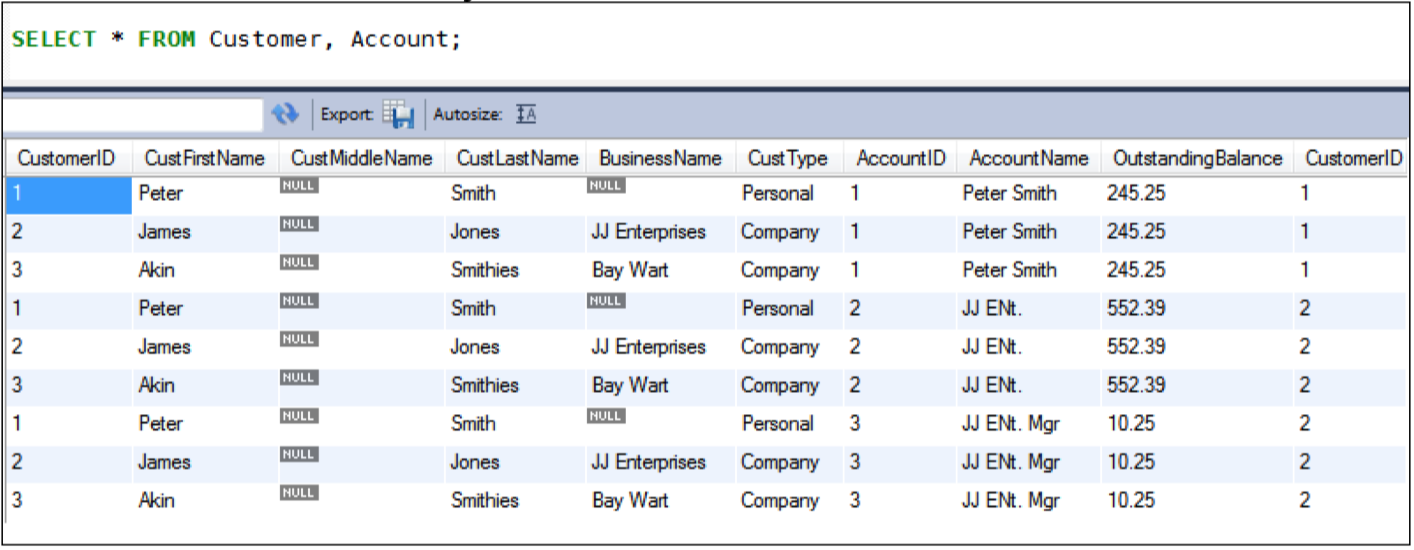 SELECT * FROM Customer, Account;
Export: Autosize:
CustomerID CustFirstName CustMiddleName CustLastName BusinessName CustType AccountID AccountName OutstandingBalance CustomerID
1 Peter NULL Smith NULL Personal 1 Peter Smith 245.25 1
2 James NULL Jones JJ Enterprises Company 1 Peter Smith 245.25 1
3 Akin NULL Smithies Bay Wart Company 1 Peter Smith 245.25 1
1 Peter NULL Smith NULL Personal 2 JJ ENt. 552.39 2
2 James NULL Jones JJ Enterprises Company 2 JJ ENt. 552.39 2
3 Akin NULL Smithies Bay Wart Company 2 JJ ENt. 552.39 2
1 Peter NULL Smith NULL Personal 3 JJ ENt. Mgr 10.25 2
2 James NULL Jones JJ Enterprises Company 3 JJ ENt. Mgr 10.25 2
3 Akin NULL Smithies Bay Wart Company 3 JJ ENt. Mgr 10.25 2